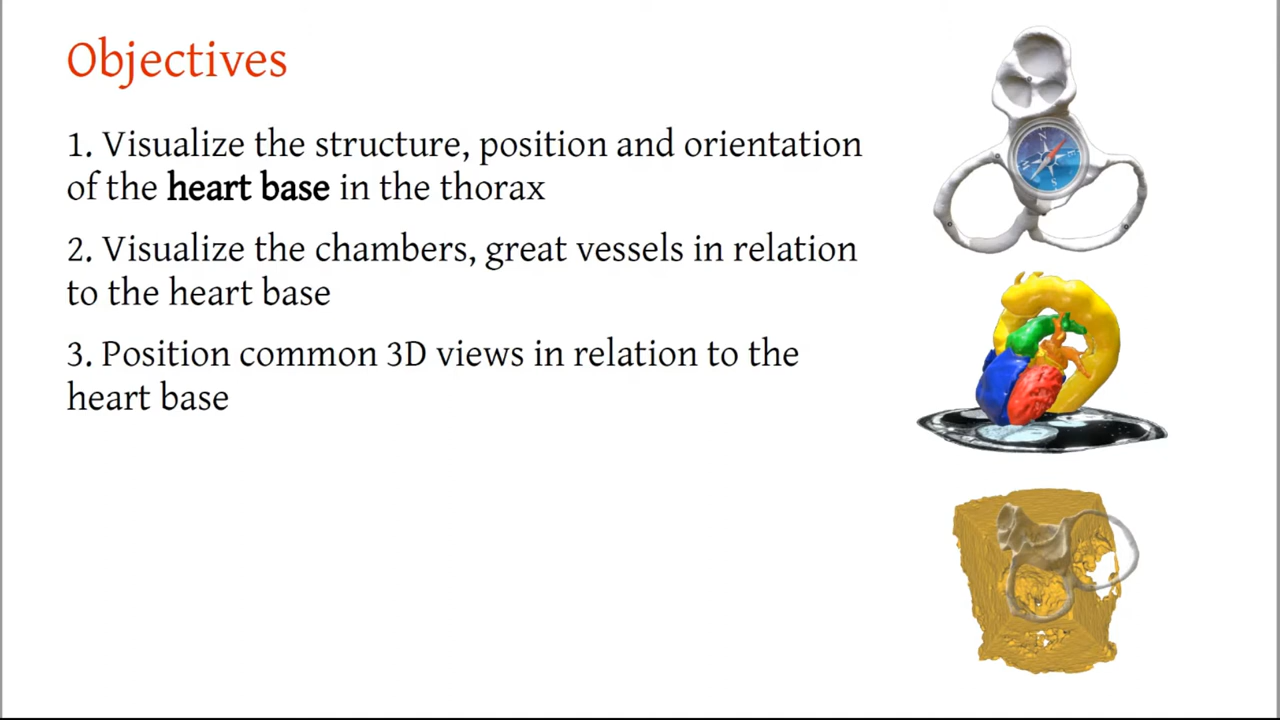 Objectives
1. Visualize the structure, position and orientation
of the heart base in the thorax
2. Visualize the chambers, great vessels in relation
to the heart base
3. Position common 3D views in relation to the
heart base
N
E
S
W